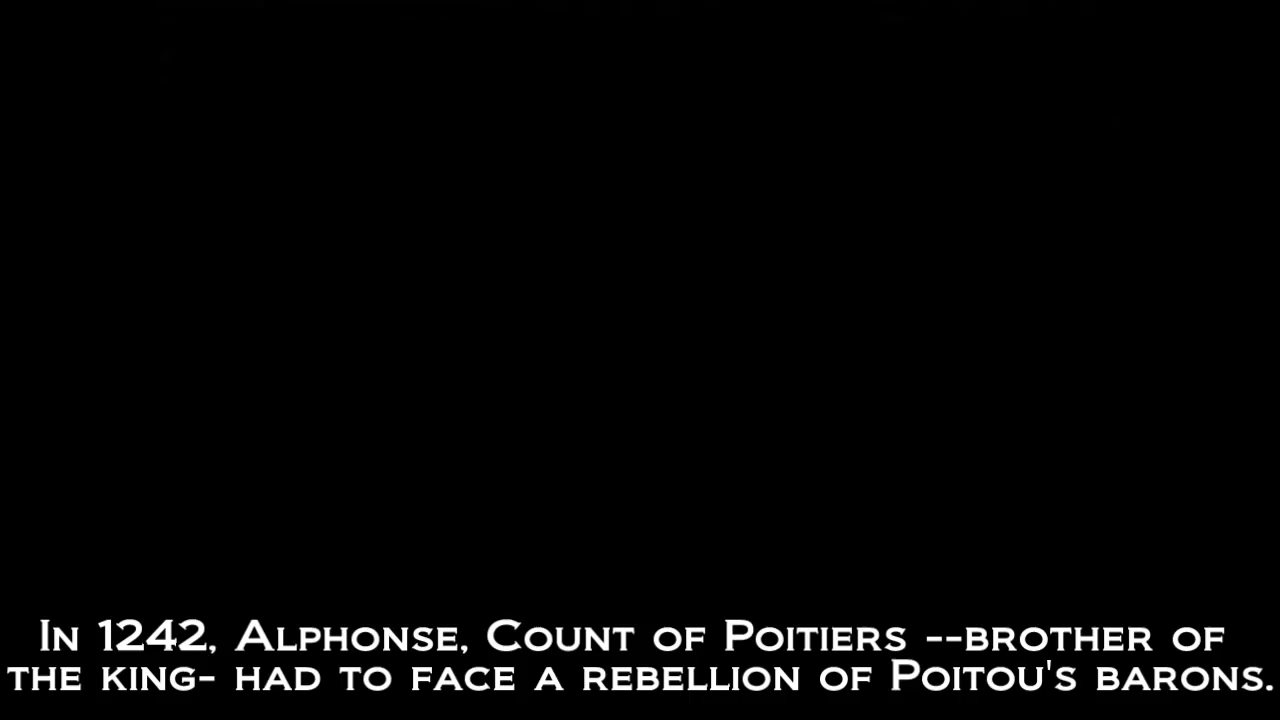 In 1242, Alphonse, Count of Poitiers --brother of
the king- had to face a rebellion of Poitou's barons.